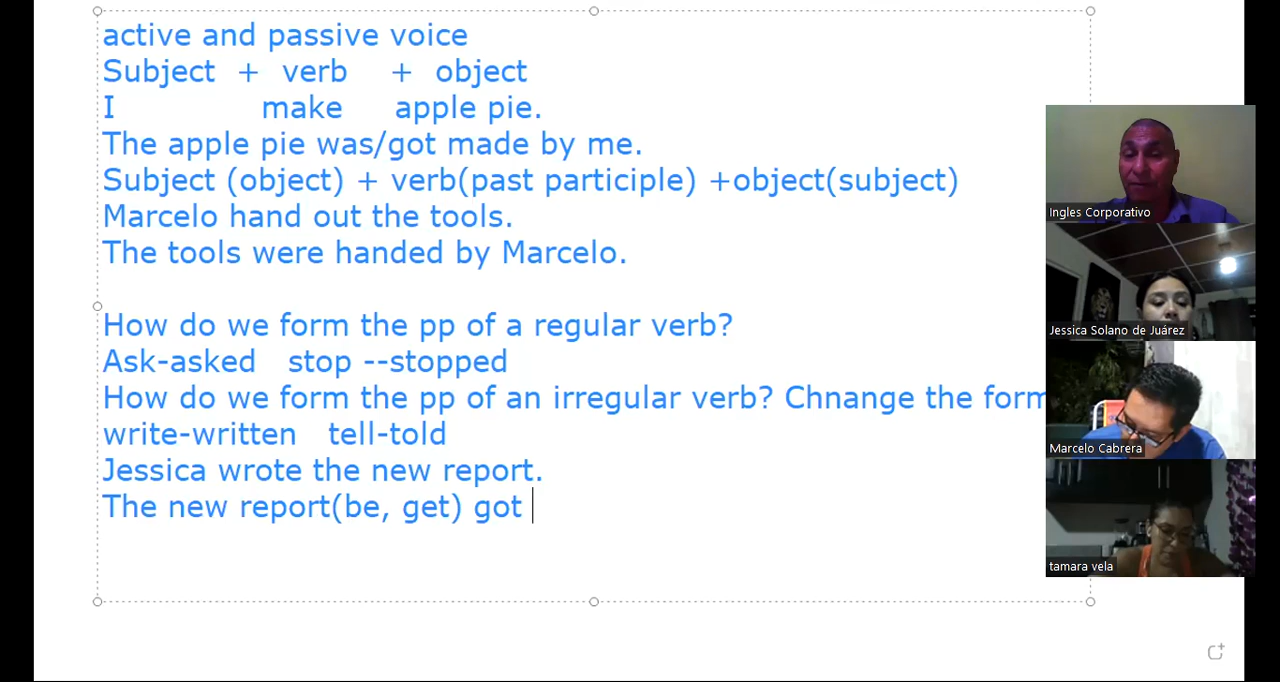 active and passive voice
Subject + verb + object
I make apple pie.
The apple pie was/got made by me.
Subject (object) + verb(past participle) +object(subject)
Marcelo hand out the tools.
The tools were handed by Marcelo.
How do we form the pp of a regular verb?
Ask-asked stop --stopped
How do we form the pp of an irregular verb? Chnange the form
write-written tell-told
Jessica wrote the new report.
The new report(be, get) got
Ingles Corporativo
Jessica Solano de Juárez
Marcelo Cabrera
tamara vela